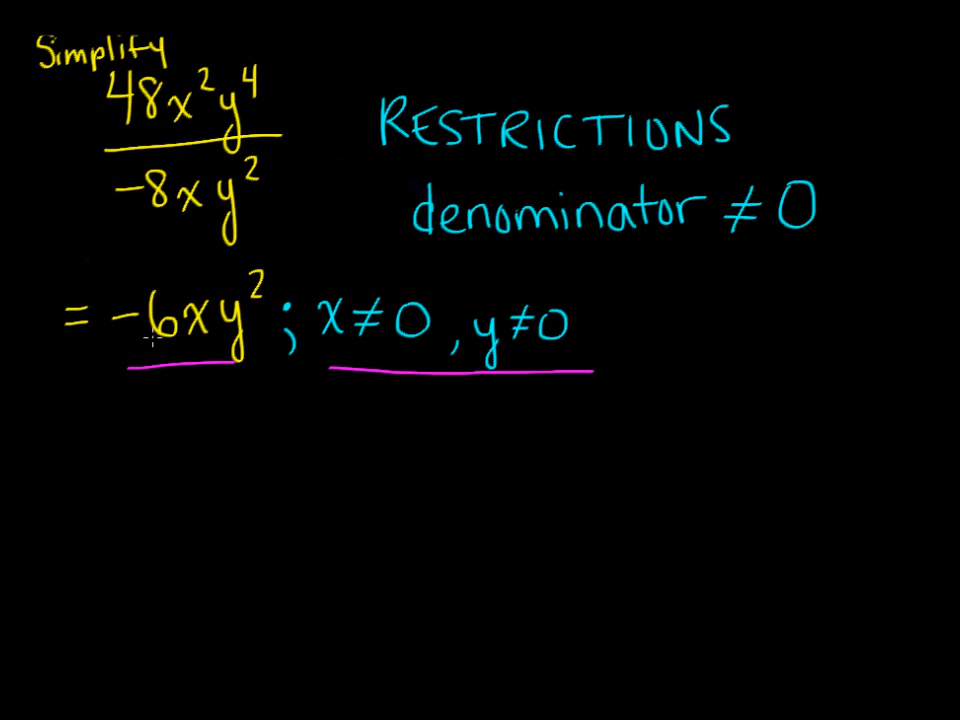 Simplify
48x²y⁴
-8xy²
RESTRICTIONS
denominator ≠ 0
= -6xy² ; x≠0 , y≠0